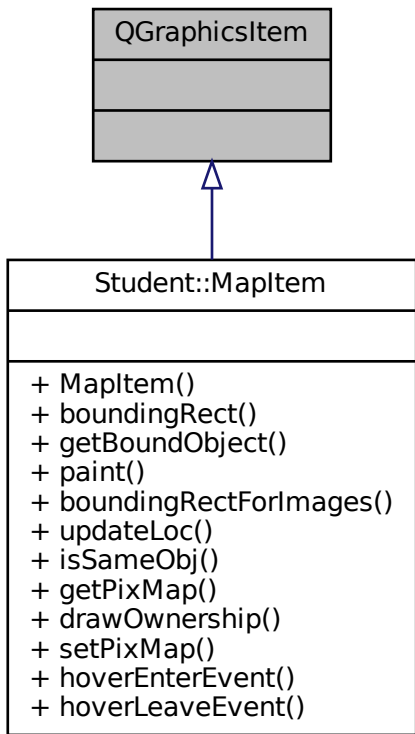 QGraphicsItem
Student::MapItem
+ MapItem()
+ boundingRect()
+ getBoundObject()
+ paint()
+ boundingRectForImages()
+ updateLoc()
+ isSameObj()
+ getPixMap()
+ drawOwnership()
+ setPixMap()
+ hoverEnterEvent()
+ hoverLeaveEvent()